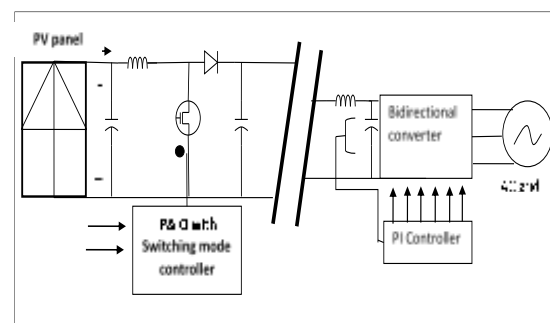 PV panel
Bidirectional
converter
P&O with
Switching mode
controller
PI Controller